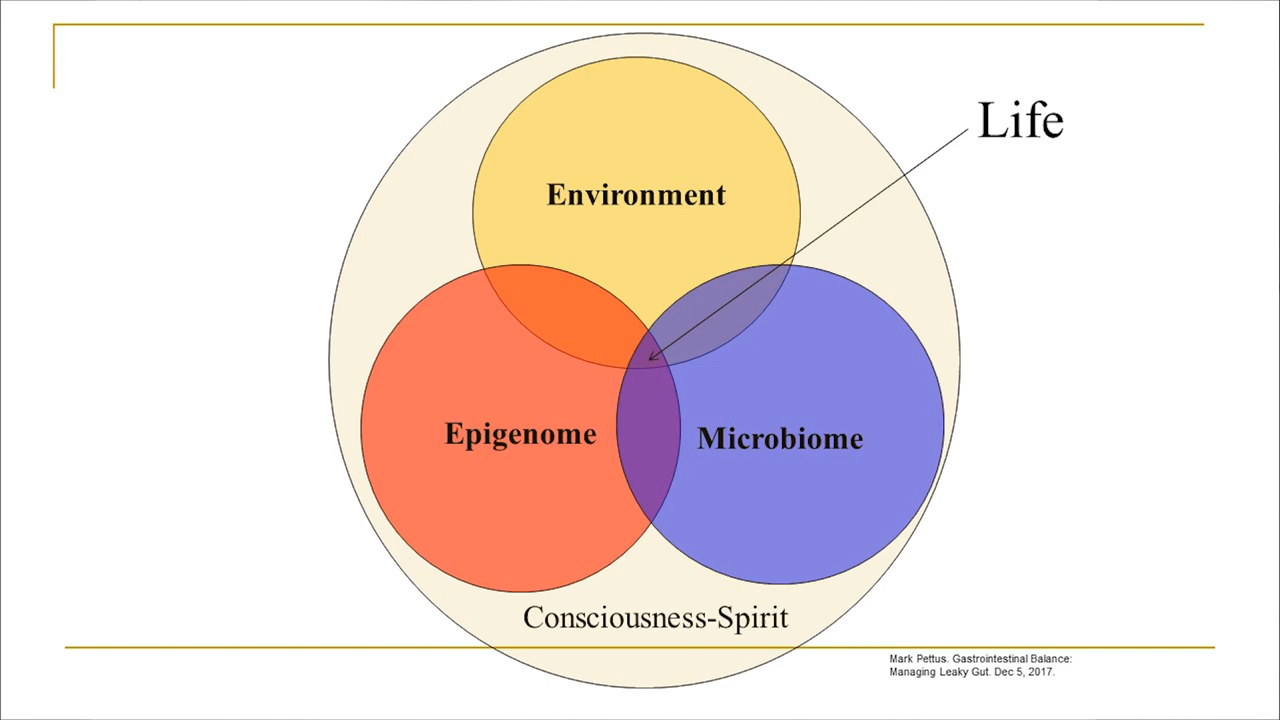 Life
Environment
Epigenome
Microbiome
Consciousness-Spirit
Mark Pettus. Gastrointestinal Balance:
Managing Leaky Gut. Dec 5, 2017.